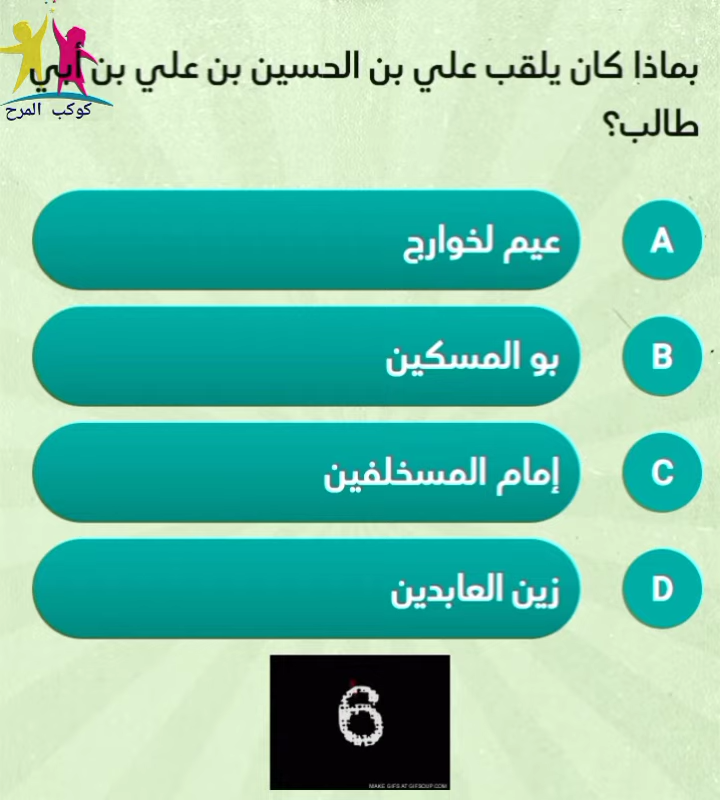 بماذا كان يلقب علي بن الحسين بن علي بن أبي
طالب؟
كوكب المرح
A عيم لخوارج
B بو المسكين
C إمام المسخلفين
D زين العابدين
6
MAKE GIFS AT GIFSOUP.COM